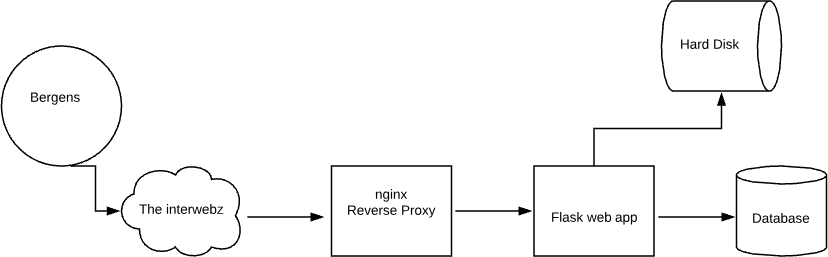 Hard Disk
Bergens
The interwebz
nginx
Reverse Proxy
Flask web app
Database